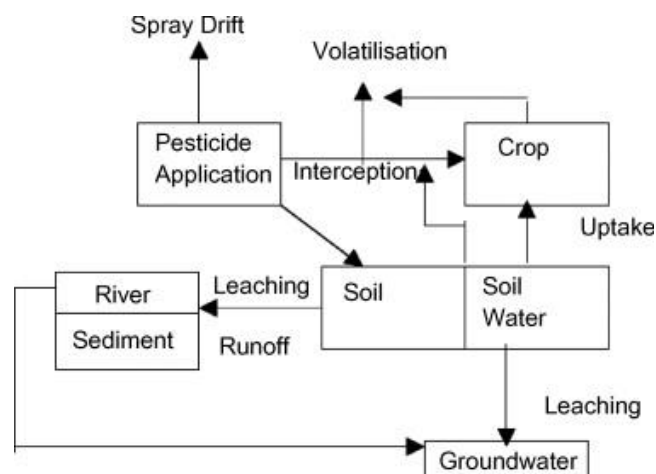 Spray Drift
Volatilisation
Pesticide
Application
Interception
Crop
Uptake
River
Sediment
Leaching
Runoff
Soil
Soil
Water
Leaching
Groundwater